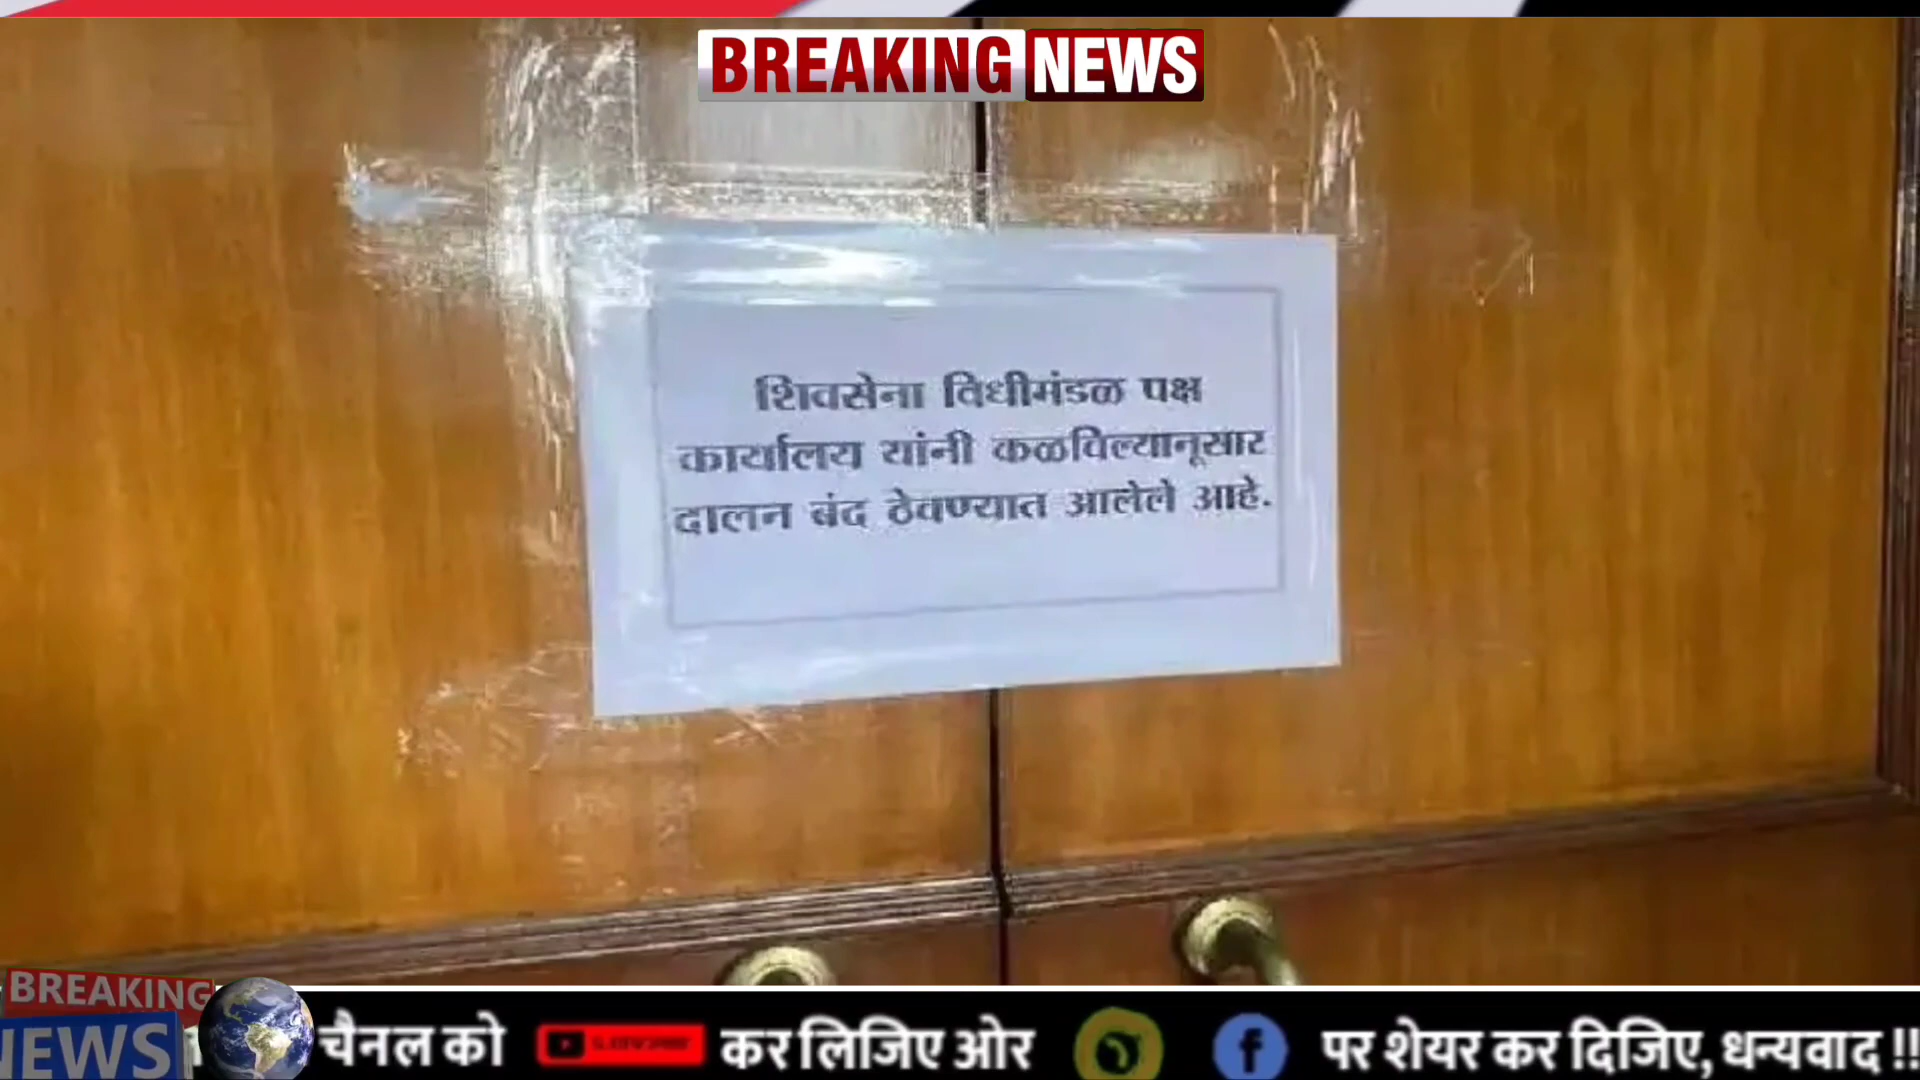 BREAKING NEWS
शिवसेना विधीमंडळ पक्ष
कार्यालय यांनी कळविल्यानूसार
दालन बंद ठेवण्यात आलेले आहे.
BREAKING
NEWS
चैनल को SUBSCRIBE कर लिजिए ओर f पर शेयर कर दिजिए, धन्यवाद !!